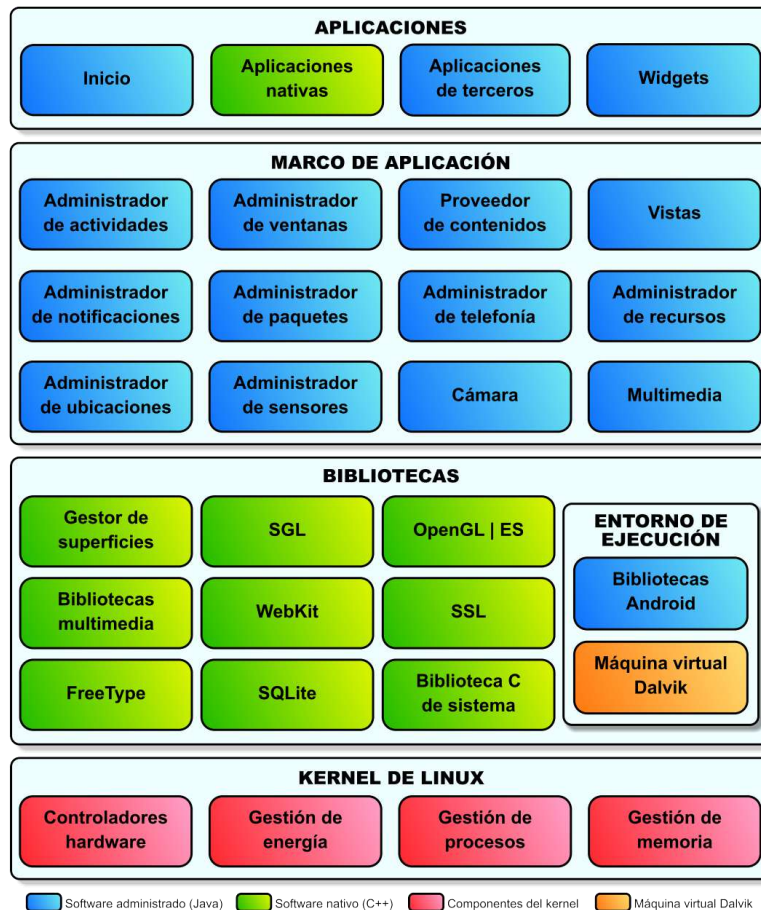 APLICACIONES
Inicio
Aplicaciones
nativas
Aplicaciones
de terceros
Widgets
MARCO DE APLICACIÓN
Administrador
de actividades
Administrador
de ventanas
Proveedor
de contenidos
Vistas
Administrador
de notificaciones
Administrador
de paquetes
Administrador
de telefonía
Administrador
de recursos
Administrador
de ubicaciones
Administrador
de sensores
Cámara
Multimedia
BIBLIOTECAS
Gestor de
superficies
SGL
OpenGL | ES
Bibliotecas
multimedia
WebKit
SSL
FreeType
SQLite
Biblioteca C
de sistema
ENTORNO DE
EJECUCIÓN
Bibliotecas
Android
Máquina virtual
Dalvik
KERNEL DE LINUX
Controladores
hardware
Gestión de
energía
Gestión de
procesos
Gestión de
memoria
Software administrado (Java)
Software nativo (C++)
Componentes del kernel
Máquina virtual Dalvik